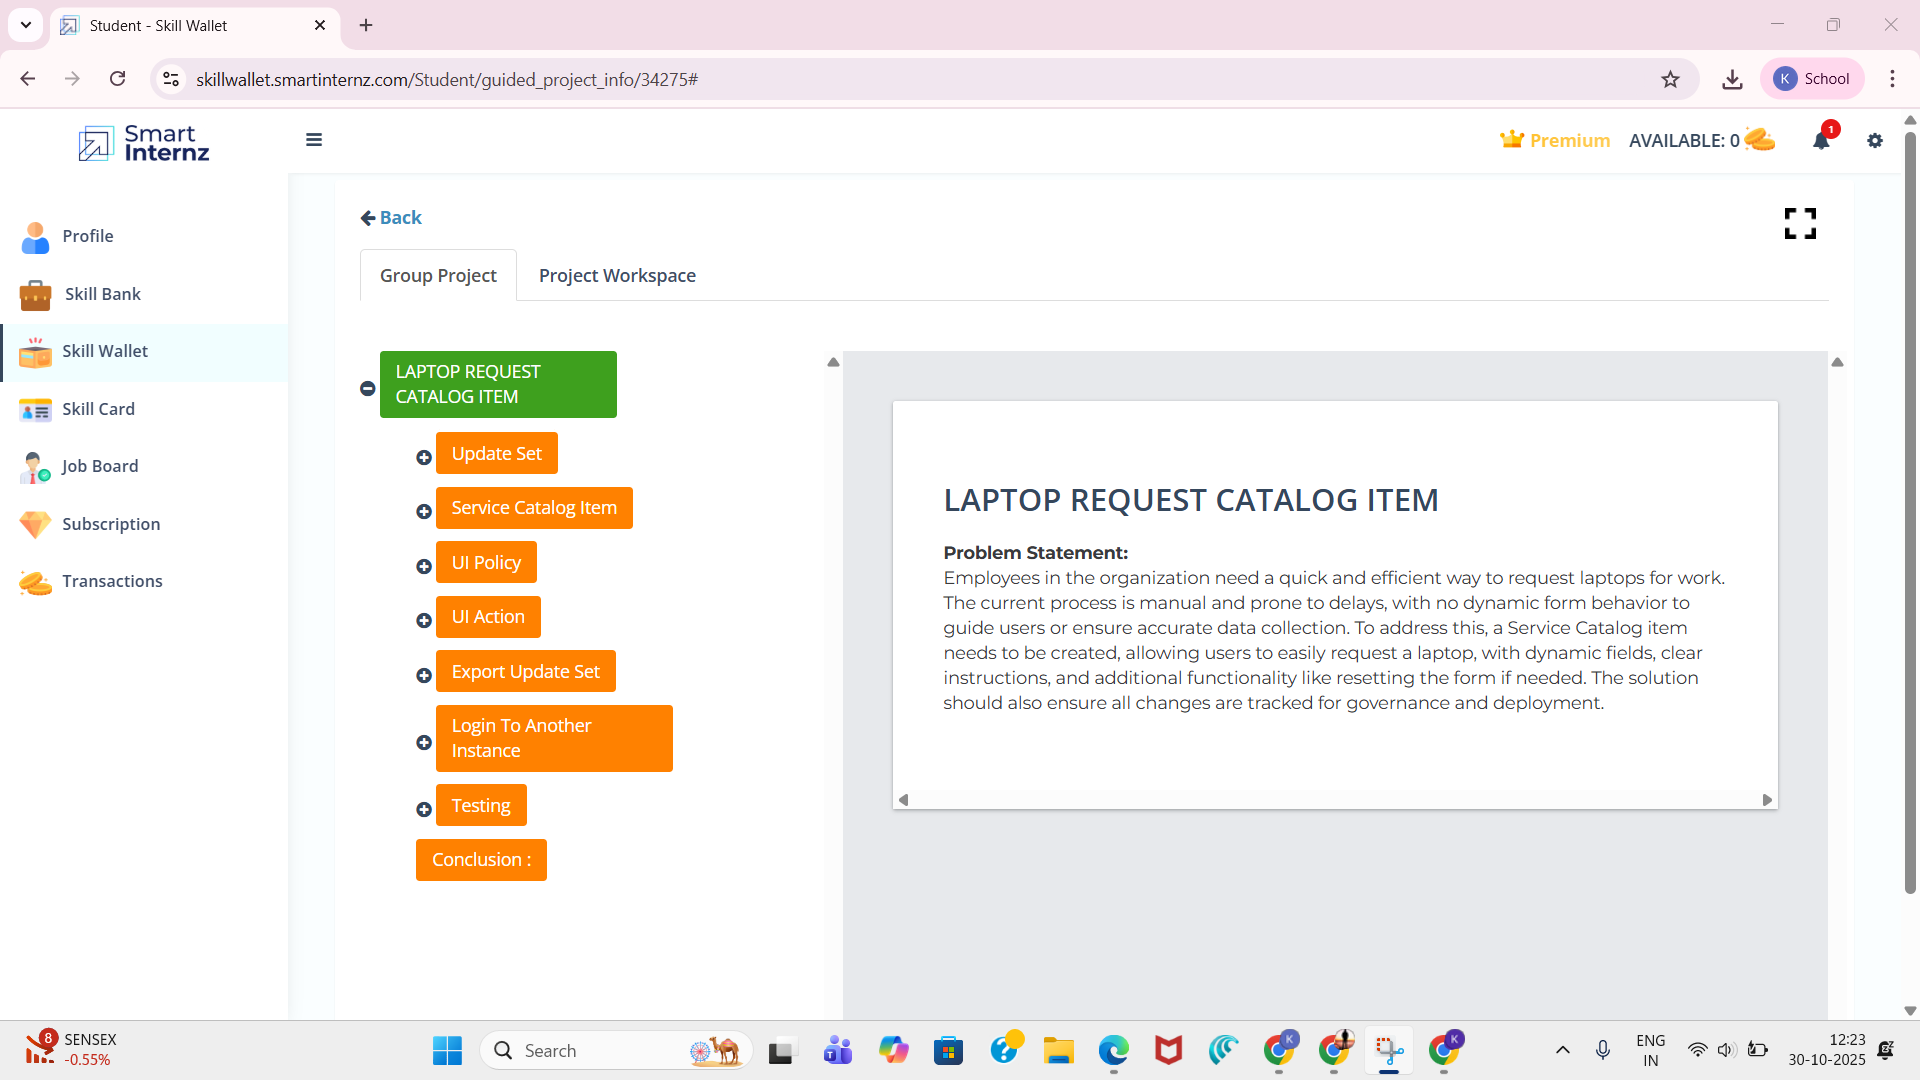 Student - Skill Wallet
skillwallet.smartinternz.com/Student/guided_project_info/34275#
K School
Smart
Internz
Premium
AVAILABLE: 0
1
Profile
Skill Bank
Skill Wallet
Skill Card
Job Board
Subscription
Transactions
Back
Group Project
Project Workspace
LAPTOP REQUEST
CATALOG ITEM
Update Set
Service Catalog Item
UI Policy
UI Action
Export Update Set
Login To Another
Instance
Testing
Conclusion :
LAPTOP REQUEST CATALOG ITEM
Problem Statement:
Employees in the organization need a quick and efficient way to request laptops for work.
The current process is manual and prone to delays, with no dynamic form behavior to
guide users or ensure accurate data collection. To address this, a Service Catalog item
needs to be created, allowing users to easily request a laptop, with dynamic fields, clear
instructions, and additional functionality like resetting the form if needed. The solution
should also ensure all changes are tracked for governance and deployment.
8
SENSEX
-0.55%
Search
T
K
K
ENG
IN
12:23
30-10-2025